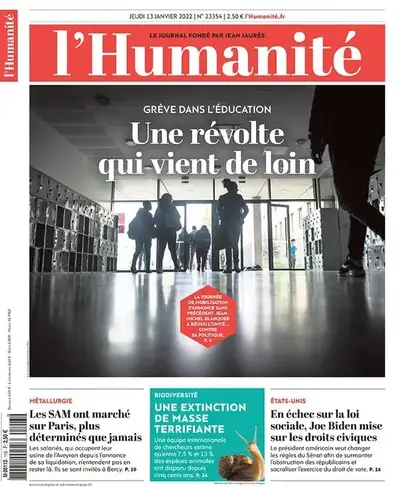 JEUDI 13 JANVIER 2022 | N° 23354 | 2,50 € l'Humanité.fr
l'Humanité
LE JOURNAL FONDÉ PAR JEAN JAURÈS
l'Humanité
GRÈVE DANS L'ÉDUCATION
Une révolte
qui vient de loin
LA JOURNÉE
DE MOBILISATION
S'ANNONCE SANS
PRÉCÉDENT. JEAN-
MICHEL BLANQUER
A RÉUSSI L'UNITÉ...
CONTRE
SA POLITIQUE.
MÉTALLURGIE
Les SAM ont marché
sur Paris, plus
déterminés que jamais
Les salariés, qui occupent leur
usine de l'Aveyron depuis l'annonce
de sa liquidation, n'entendent pas en
rester là. Ils se sont invités à Bercy. P. 10
BIODIVERSITÉ
UNE EXTINCTION
DE MASSE
TERRIFIANTE
Une équipe internationale
de chercheurs estime
qu'entre 7,5 % et 13 %
des espèces animales
ont disparu depuis
cinq cents ans. P. 14
ÉTATS-UNIS
En échec sur la loi
sociale, Joe Biden mise
sur les droits civiques
Le président américain veut changer
les règles du Sénat afin de surmonter
l'obstruction des républicains et
sacraliser l'exercice du droit de vote. P. 16